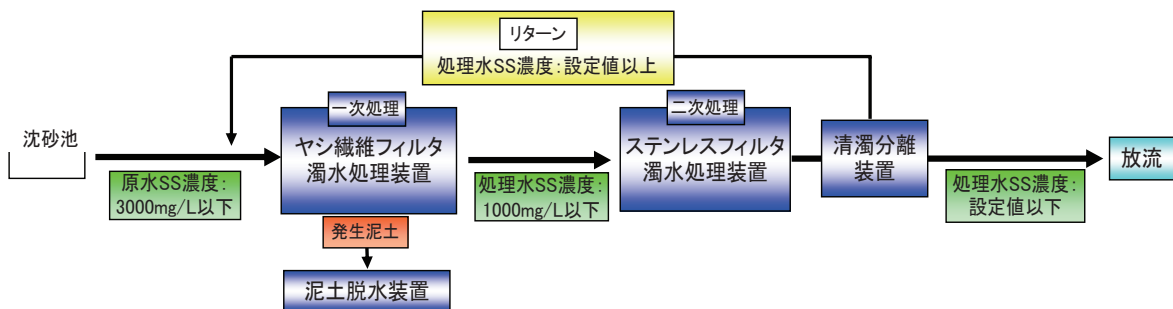 リターン
処理水SS濃度：設定値以上
沈砂池
原水SS濃度：
3000mg/L以下
一次処理
ヤシ繊維フィルタ
濁水処理装置
発生泥土
泥土脱水装置
処理水SS濃度：
1000mg/L以下
二次処理
ステンレスフィルタ
濁水処理装置
清濁分離
装置
処理水SS濃度：
設定値以下
放流